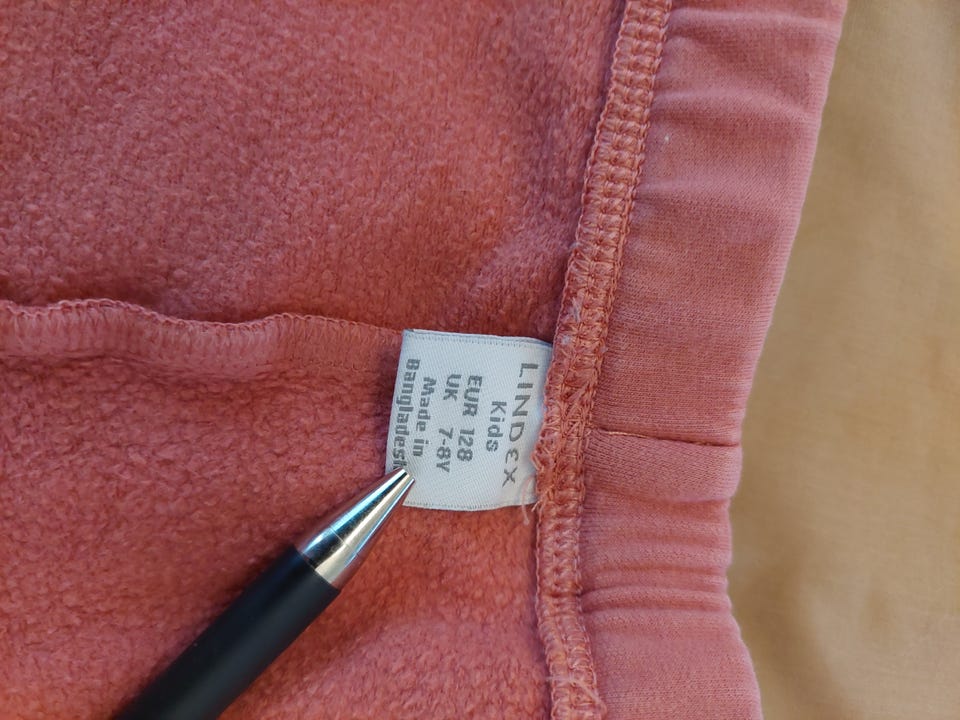 LINDEX
Kids
EUR 128
UK 7-8Y
Made in
Bangladesh